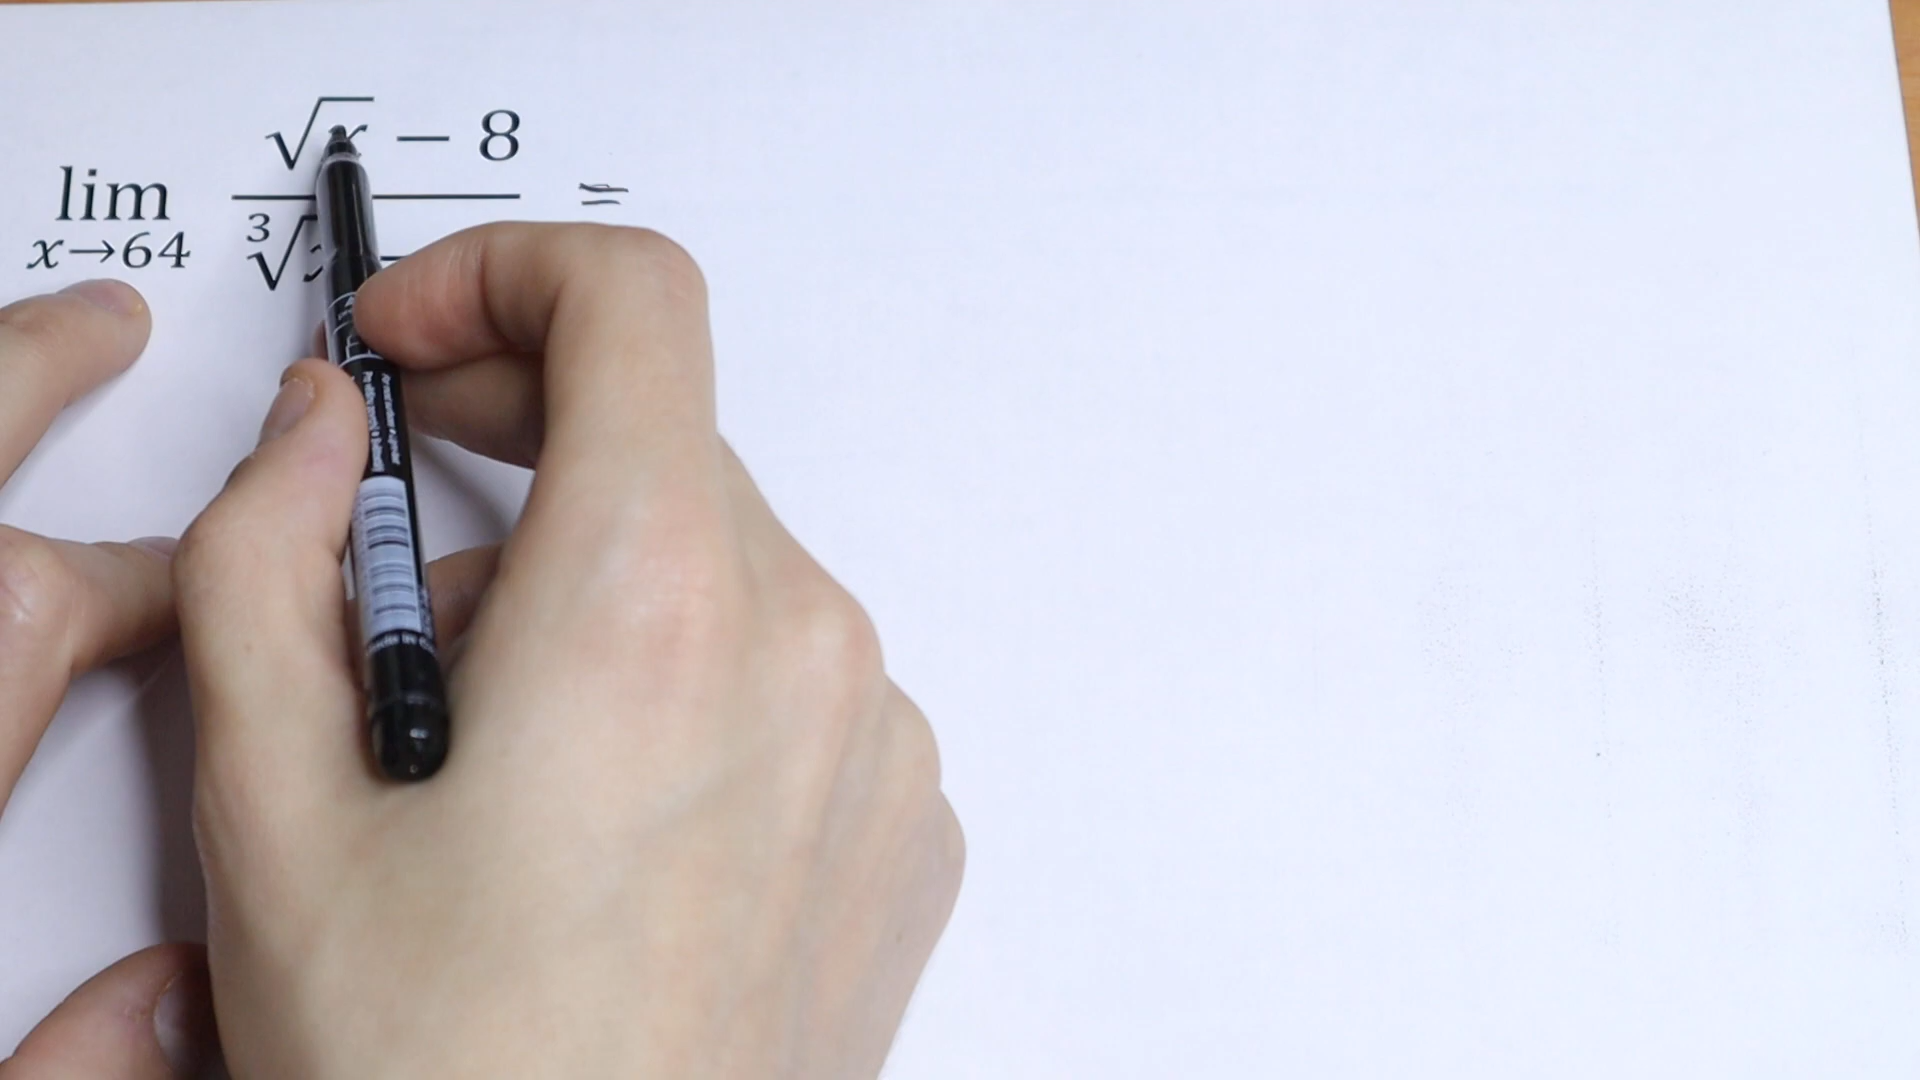 lim x→64 √x − 8 =
∛x −